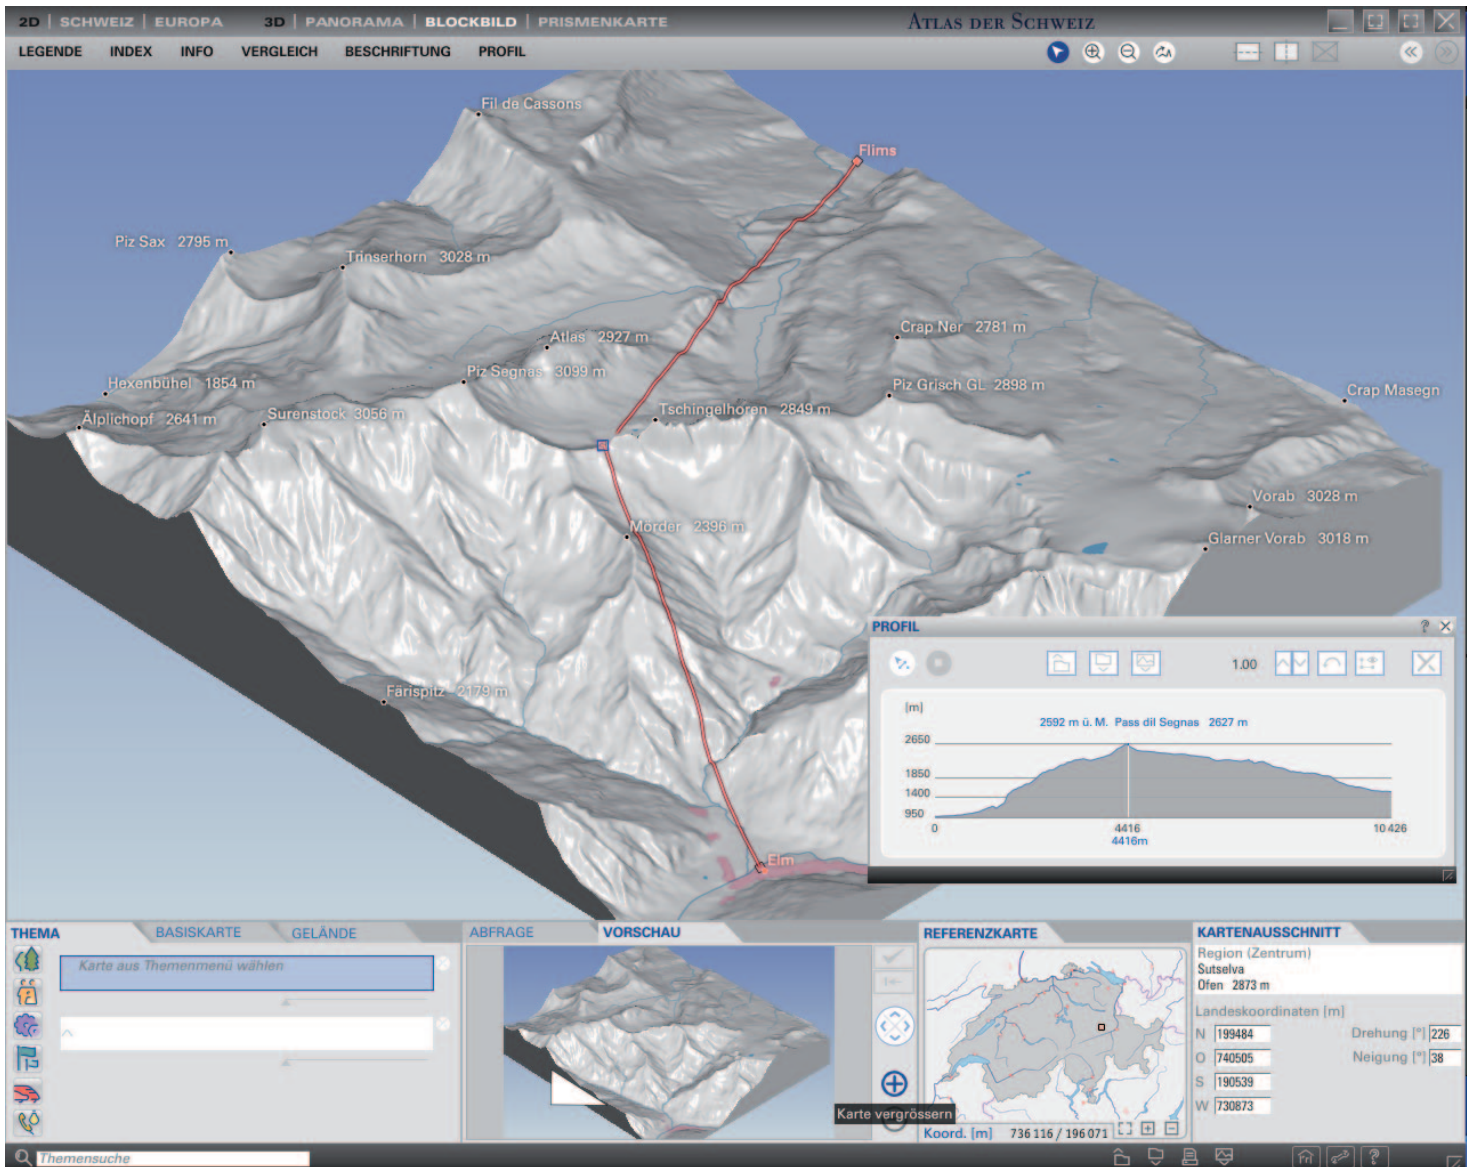 2D | SCHWEIZ | EUROPA 3D | PANORAMA | BLOCKBILD | PRISMENKARTE ATLAS DER SCHWEIZ
LEGENDE INDEX INFO VERGLEICH BESCHRIFTUNG PROFIL
Fil de Cassons
Flims
Piz Sax 2795 m
Trinserhorn 3028 m
Crap Ner 2781 m
Atlas 2927 m
Piz Segnas 3099 m
Hexenbühel 1854 m
Piz Grisch GL 2898 m
Crap Masegn
Älplichopf 2641 m
Surenstock 3056 m
Tschingelhören 2849 m
Vorab 3028 m
Mörder 2396 m
Glarner Vorab 3018 m
Färispitz 2179 m
Elm
PROFIL ?
1.00
[m]
2592 m ü. M. Pass dil Segnas 2627 m
2650
1850
1400
950
0 4416 10 426
4416m
THEMA BASISKARTE GELÄNDE
Karte aus Themenmenü wählen
ABFRAGE VORSCHAU
Karte vergrössern
REFERENZKARTE
Koord. [m] 736 116 / 196 071
KARTENAUSSCHNITT
Region (Zentrum)
Sutselva
Ofen 2873 m
Landeskoordinaten [m]
N 199484 Drehung [°] 226
O 740505 Neigung [°] 38
S 190539
W 730873
Themensuche